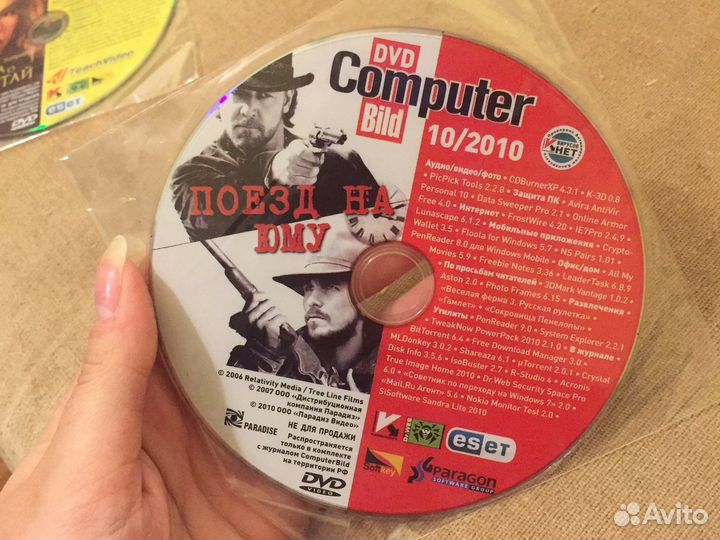 TeachVideo
eset
DVD
DVD
Computer
Bild
10/2010
ВИРУСОВ
НЕТ
ПОЕЗД НА
ЮМУ
Аудио/видео/фото • CDBurnerXP 4.3.1 • K-3D 0.8
• PicPick Tools 2.2.8 • Защита ПК • Avira AntiVir
Personal 10 • Data Sweeper Pro 2.1 • Online Armor
Free 4.0 • Интернет • FrostWire 4.20 • IE7Pro 2.4.9
Lunascape 6.1.2 • Мобильные приложения • Crypto-
Wallet 3.5 • Floola for Windows 5.7 • NS Pairs 1.01 •
PenReader 8.0 для Windows Mobile • Офис/дом • All My
Movies 5.9 • Freebie Notes 3.36 • LeaderTask 6.8.9
• По просьбам читателей • 3DMark Vantage 1.0.2 •
Aston 2.0 • Photo Frames 6.15 • Развлечения •
«Веселая ферма 3. Русская рулетка» •
«Гамлет» • «Сокровища Пенелопы» •
Утилиты • PenReader 9.0 • System Explorer 2.2.1
• TweakNow PowerPack 2010 2.1.0 • В журнале •
BitTorrent 6.4 • Free Download Manager 3.0 •
MLDonkey 3.0.2 • Shareaza 6.1 • µTorrent 2.0.1 • Crystal
Disk Info 3.5.6 • IsoBuster 2.7 • R-Studio 4 • Acronis
True Image Home 2010 • Dr.Web Security Space Pro
6.0 • «Советник по переходу на Windows 7» 2.0 •
«Mail.Ru Агент» 5.6 • Nokia Monitor Test 2.0 •
SiSoftware Sandra Lite 2010
© 2006 Relativity Media / Tree Line Films
© 2007 ООО «Дистрибуционная
компания Парадиз»
© 2010 ООО «Парадиз Видео»
PARADISE
НЕ ДЛЯ ПРОДАЖИ
Распространяется
только в комплекте
с журналом ComputerBild
на территории РФ
DVD
VIDEO
DR.WEB
eset
Softkey
Paragon
SOFTWARE GROUP
Avito